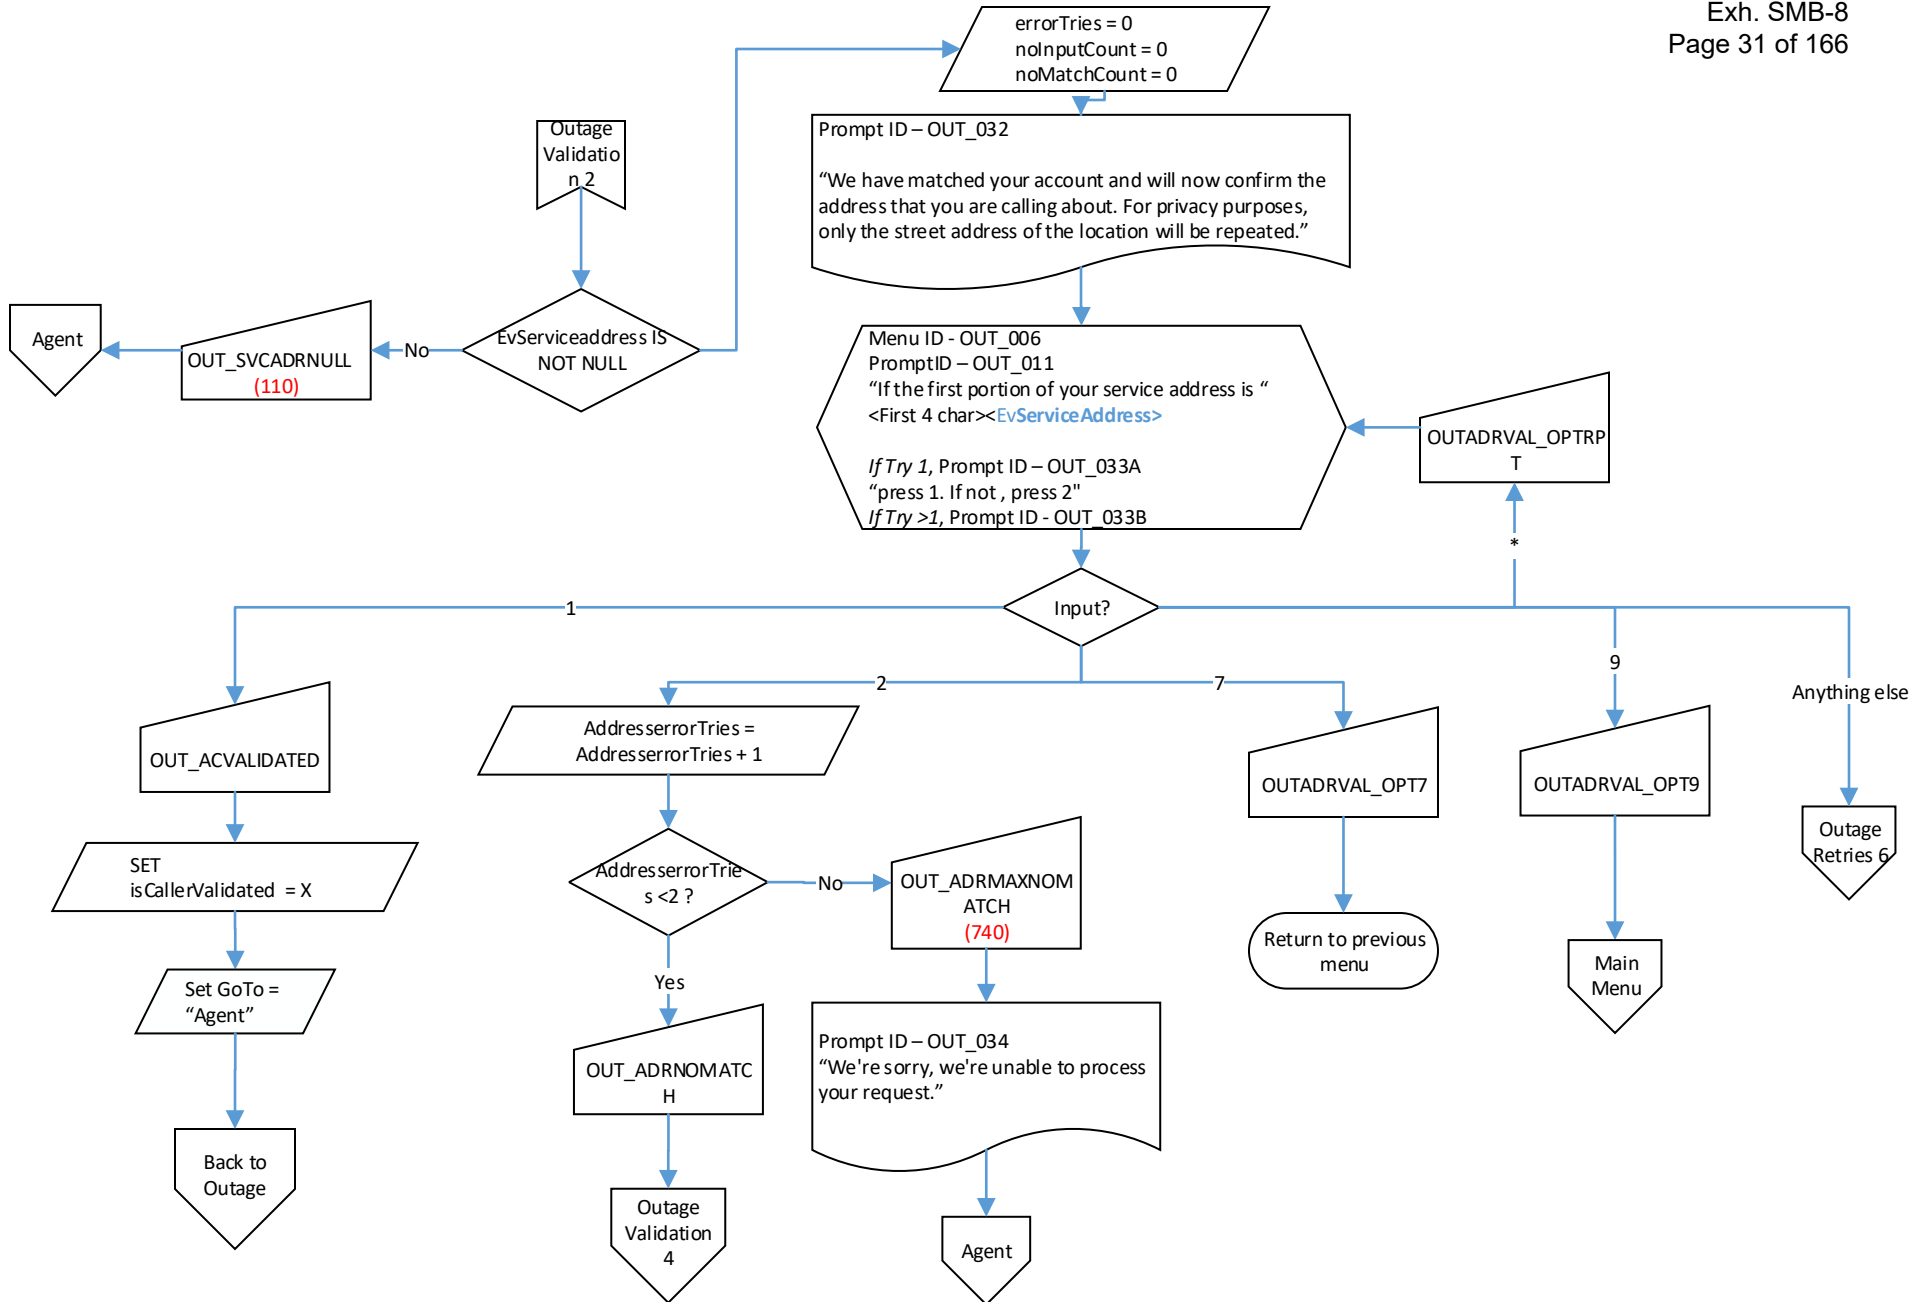 Exh. SMB-8
Page 31 of 166
errorTries = 0
noInputCount = 0
noMatchCount = 0
Outage
Validatio
n 2
Prompt ID – OUT_032
“We have matched your account and will now confirm the
address that you are calling about. For privacy purposes,
only the street address of the location will be repeated.”
Agent
OUT_SVCADRNULL
(110)
No
EvServiceaddress IS
NOT NULL
Menu ID - OUT_006
PromptID – OUT_011
“If the first portion of your service address is “
<First 4 char><EvServiceAddress>
If Try 1, Prompt ID – OUT_033A
“press 1. If not , press 2"
If Try >1, Prompt ID - OUT_033B
OUTADRVAL_OPTRP
T
*
Input?
1
2
7
9
Anything else
OUT_ACVALIDATED
AddresserrorTries =
AddresserrorTries + 1
OUTADRVAL_OPT7
OUTADRVAL_OPT9
Outage
Retries 6
SET
isCallerValidated = X
AddresserrorTrie
s <2 ?
No
OUT_ADRMAXNOM
ATCH
(740)
Return to previous
menu
Main
Menu
Set GoTo =
“Agent”
Yes
OUT_ADRNOMATC
H
Prompt ID – OUT_034
“We're sorry, we're unable to process
your request.”
Back to
Outage
Outage
Validation
4
Agent